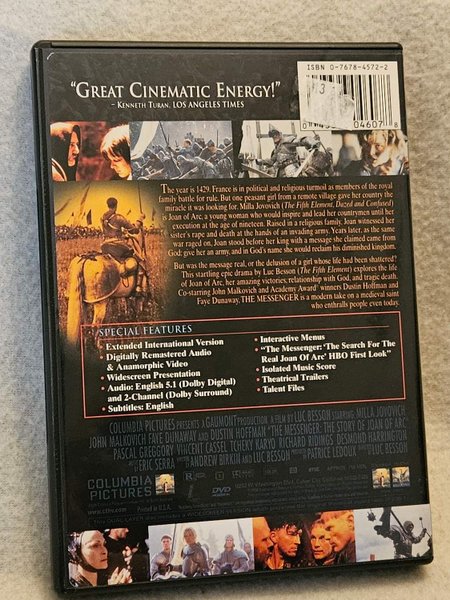 ISBN 0-7678-4572-2
"GREAT CINEMATIC ENERGY!"
– KENNETH TURAN, LOS ANGELES TIMES
04607
8
The year is 1429. France is in political and religious turmoil as members of the royal
family battle for rule. But one peasant girl from a remote village gave her country the
miracle it was looking for. Milla Jovovich (The Fifth Element, Dazed and Confused)
is Joan of Arc, a young woman who would inspire and lead her countrymen until her
execution at the age of nineteen. Raised in a religious family, Joan witnessed her
sister's rape and death at the hands of an invading army. Years later, as the same
war raged on, Joan stood before her king with a message she claimed came from
God: give her an army, and in God's name she would reclaim his diminished kingdom.
But was the message real, or the delusion of a girl whose life had been shattered?
This startling epic drama by Luc Besson (The Fifth Element) explores the life
of Joan of Arc, her amazing victories, relationship with God, and tragic death.
Co-starring John Malkovich and Academy Award® winners Dustin Hoffman and
Faye Dunaway, THE MESSENGER is a modern take on a medieval saint
who enthralls people even today.
SPECIAL FEATURES
• Extended International Version
• Digitally Remastered Audio
& Anamorphic Video
• Widescreen Presentation
• Audio: English 5.1 (Dolby Digital)
and 2-Channel (Dolby Surround)
• Subtitles: English
• Interactive Menus
• "The Messenger: 'The Search For The
Real Joan Of Arc' HBO First Look"
• Isolated Music Score
• Theatrical Trailers
• Talent Files
COLUMBIA PICTURES PRESENTS A GAUMONT PRODUCTION A FILM BY LUC BESSON STARRING MILLA JOVOVICH
JOHN MALKOVICH FAYE DUNAWAY AND DUSTIN HOFFMAN "THE MESSENGER: THE STORY OF JOAN OF ARC"
PASCAL GREGGORY VINCENT CASSEL TCHEKY KARYO RICHARD RIDINGS DESMOND HARRINGTON
ERIC SERRA ANDREW BIRKIN AND LUC BESSON PATRICE LEDOUX LUC BESSON
COLUMBIA
PICTURES
R
DVD
Printed in U.S.A.